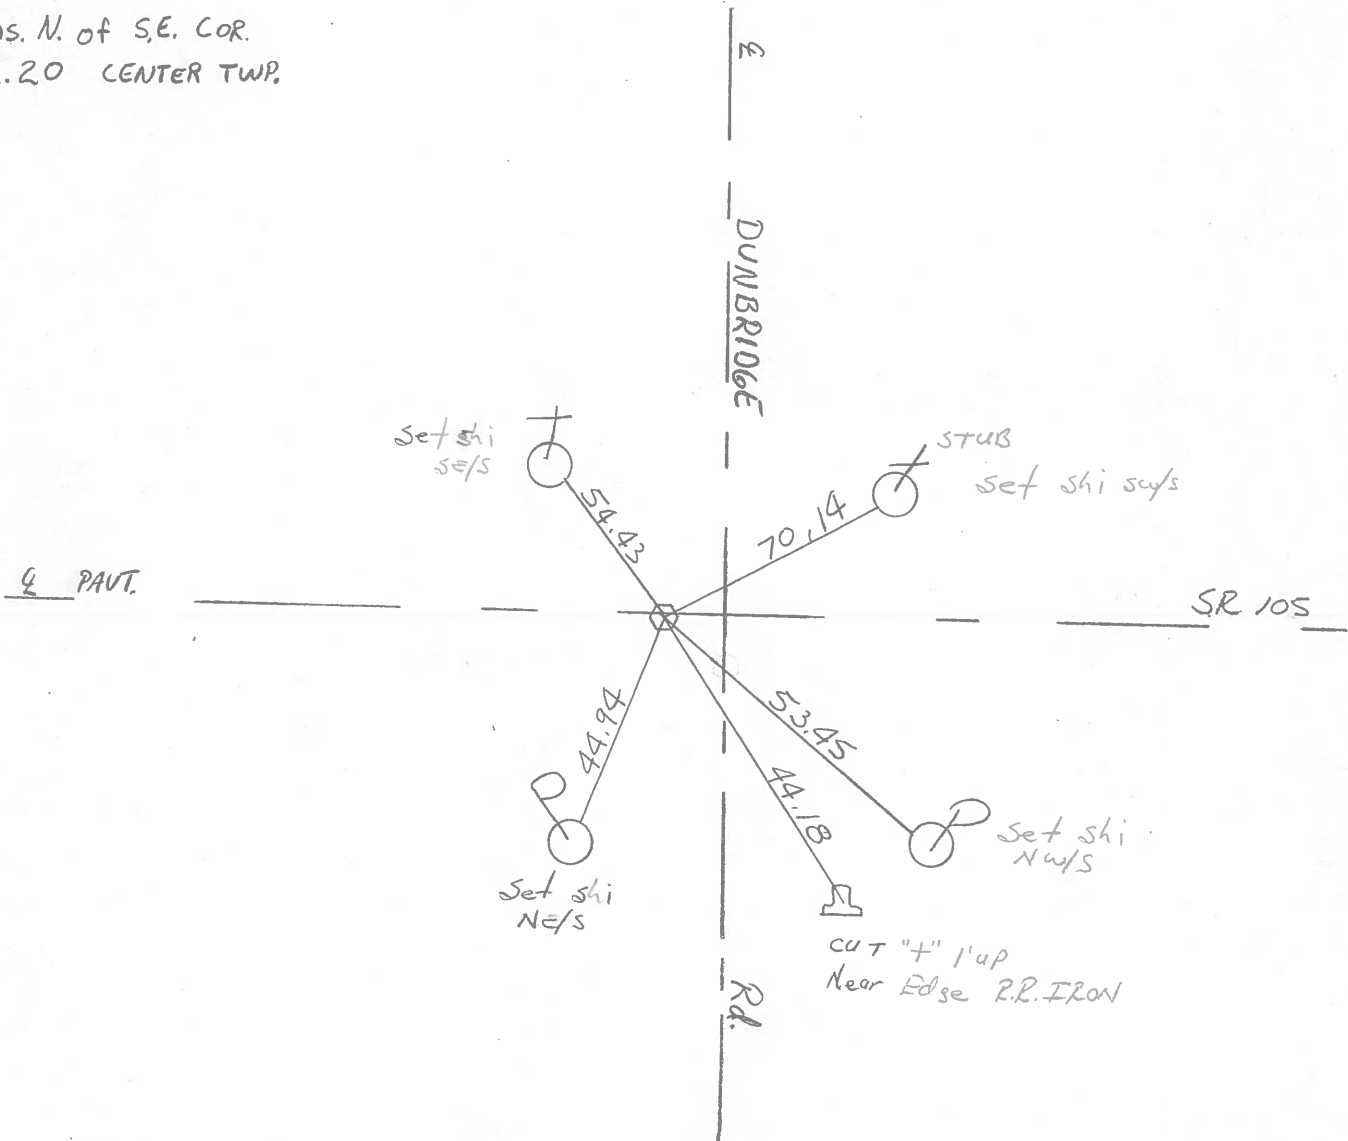 s. N. of S.E. COR.
.20 CENTER TWP.
℄
DUNBRIDGE
Set shi
SE/S
STUB
Set shi SW/S
54.43
70.14
℄ PAVT.
SR 105
44.94
53.45
44.18
Set shi
NE/S
Set shi
NW/S
CUT "+" 1' up
Near Edge R.R. IRON
Rd.